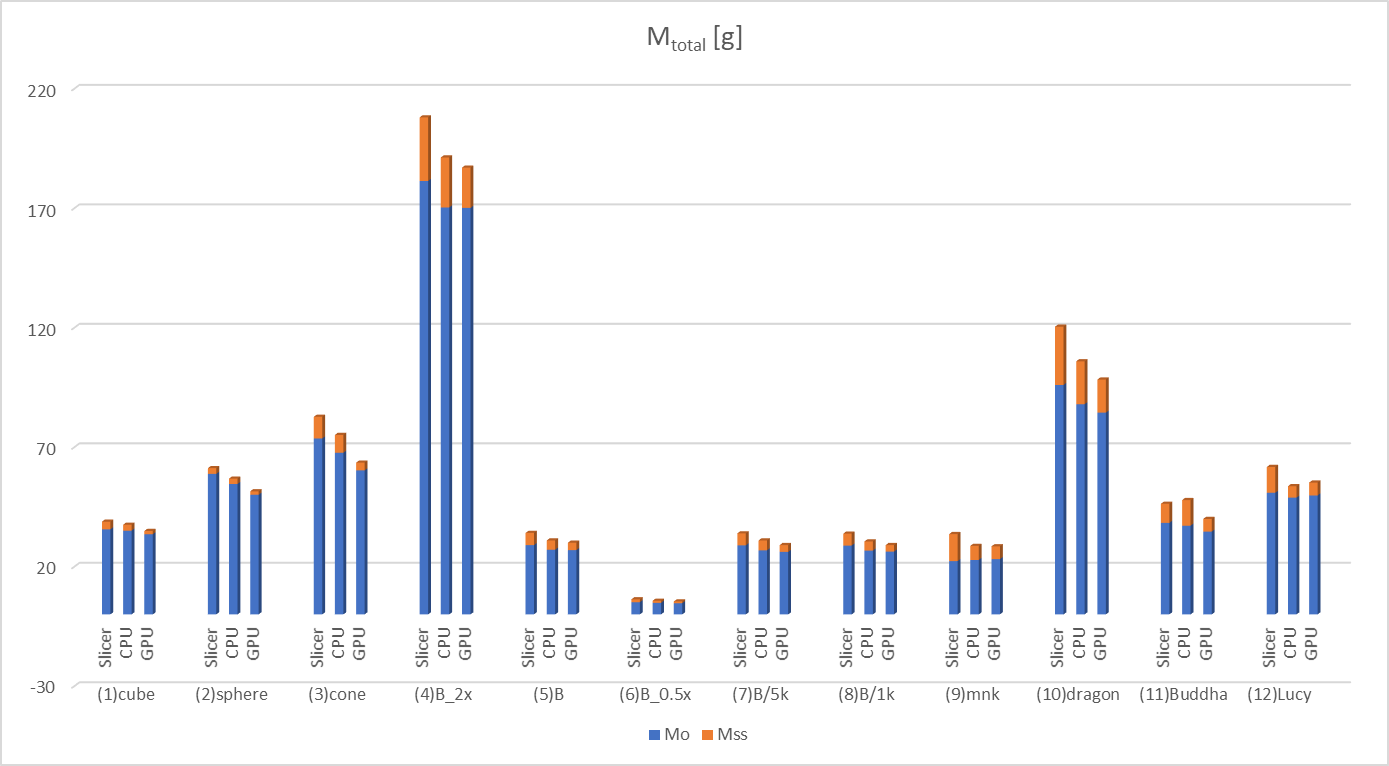 M_total [g]
220
170
120
70
20
-30
Slicer CPU GPU Slicer CPU GPU Slicer CPU GPU Slicer CPU GPU Slicer CPU GPU Slicer CPU GPU Slicer CPU GPU Slicer CPU GPU Slicer CPU GPU Slicer CPU GPU Slicer CPU GPU Slicer CPU GPU
(1)cube (2)sphere (3)cone (4)B_2x (5)B (6)B_0.5x (7)B/5k (8)B/1k (9)mnk (10)dragon (11)Buddha (12)Lucy
Mo Mss